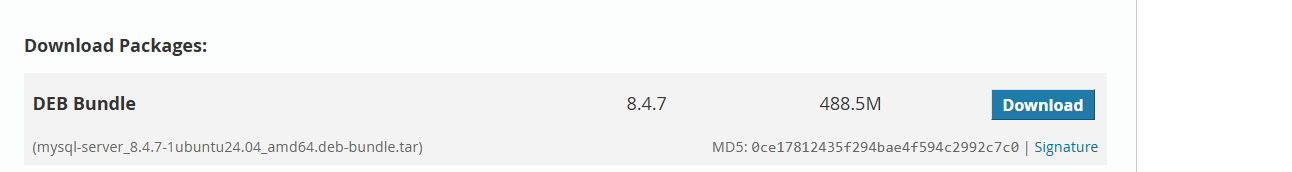 Download Packages:
DEB Bundle 8.4.7 488.5M Download
(mysql-server_8.4.7-1ubuntu24.04_amd64.deb-bundle.tar) MD5: 0ce17812435f294bae4f594c2992c7c0 | Signature